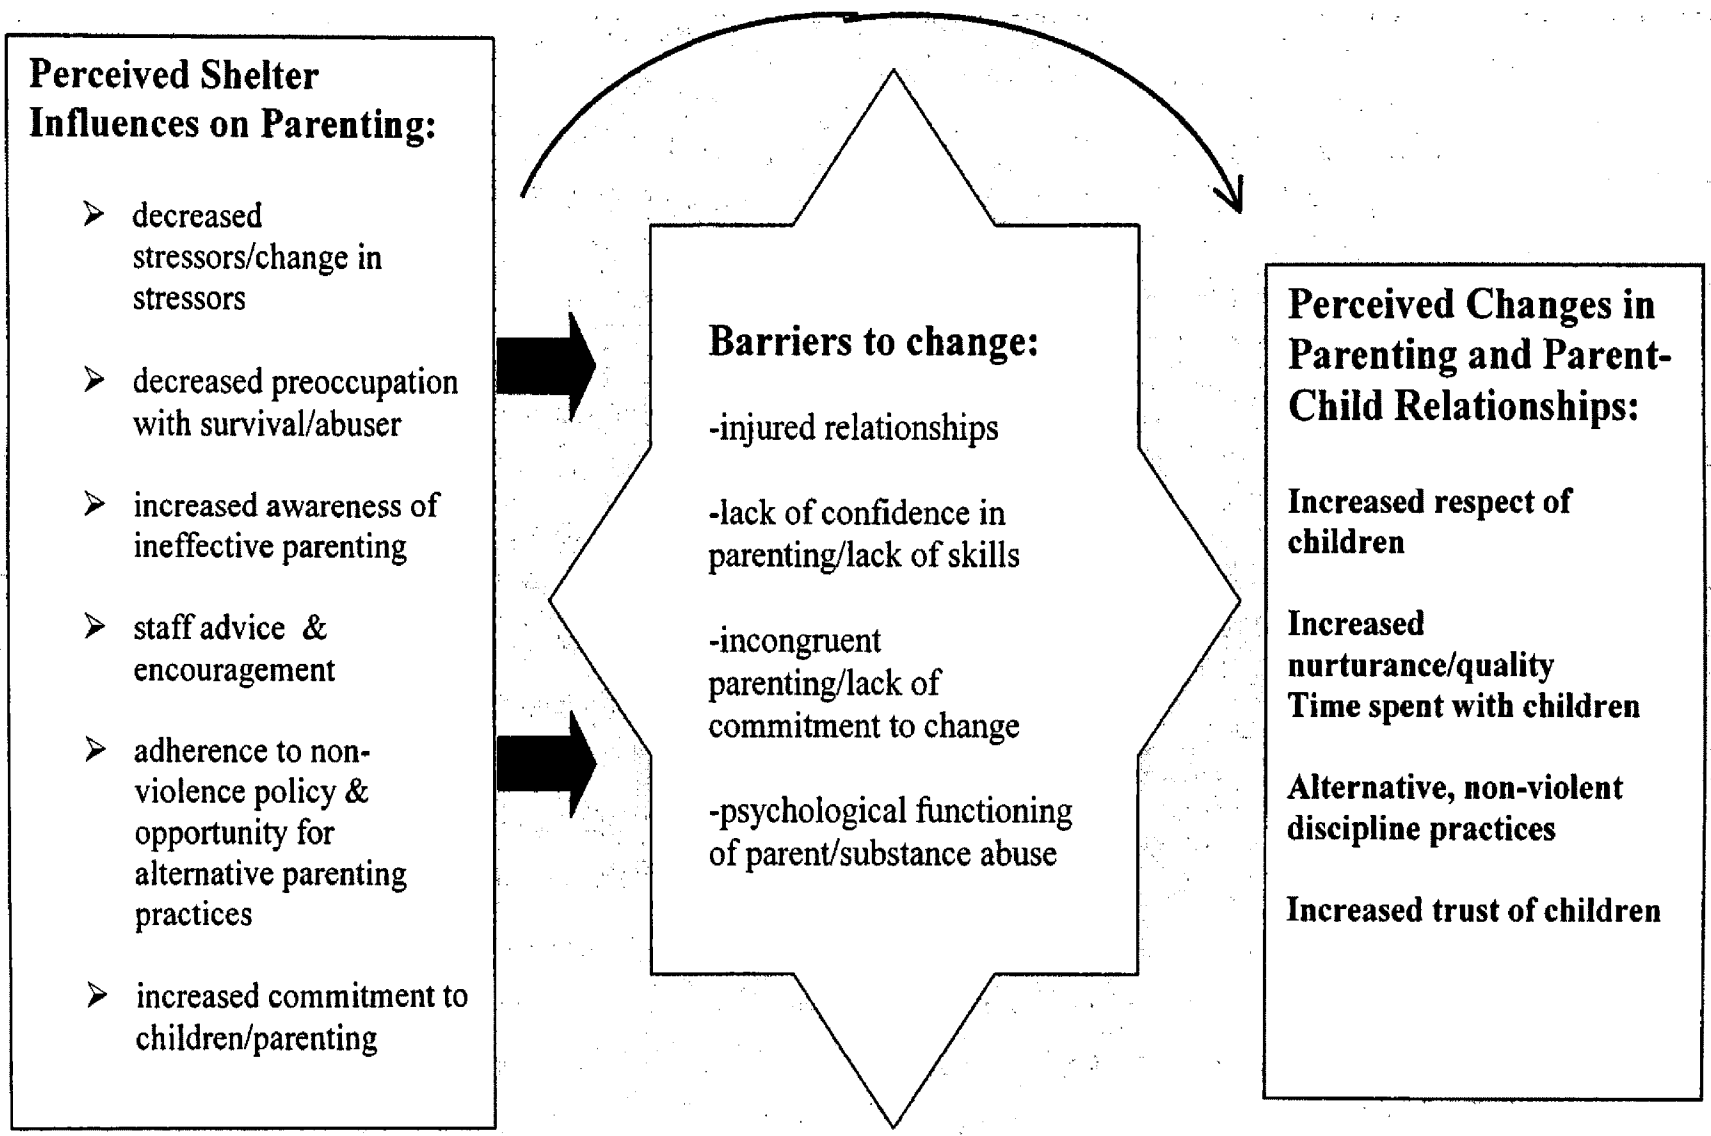 Perceived Shelter
Influences on Parenting:
➢ decreased
stressors/change in
stressors
➢ decreased preoccupation
with survival/abuser
➢ increased awareness of
ineffective parenting
➢ staff advice &
encouragement
➢ adherence to non-
violence policy &
opportunity for
alternative parenting
practices
➢ increased commitment to
children/parenting
Barriers to change:
-injured relationships
-lack of confidence in
parenting/lack of skills
-incongruent
parenting/lack of
commitment to change
-psychological functioning
of parent/substance abuse
Perceived Changes in
Parenting and Parent-
Child Relationships:
Increased respect of
children
Increased
nurturance/quality
Time spent with children
Alternative, non-violent
discipline practices
Increased trust of children